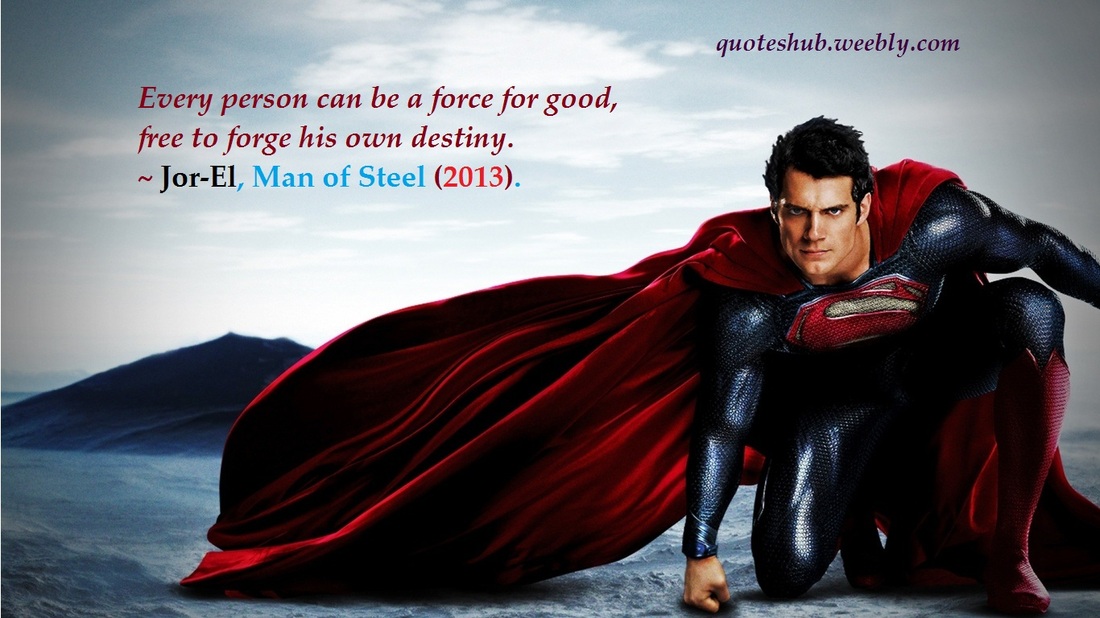 quoteshub.weebly.com
Every person can be a force for good,
free to forge his own destiny.
~ Jor-El, Man of Steel (2013).